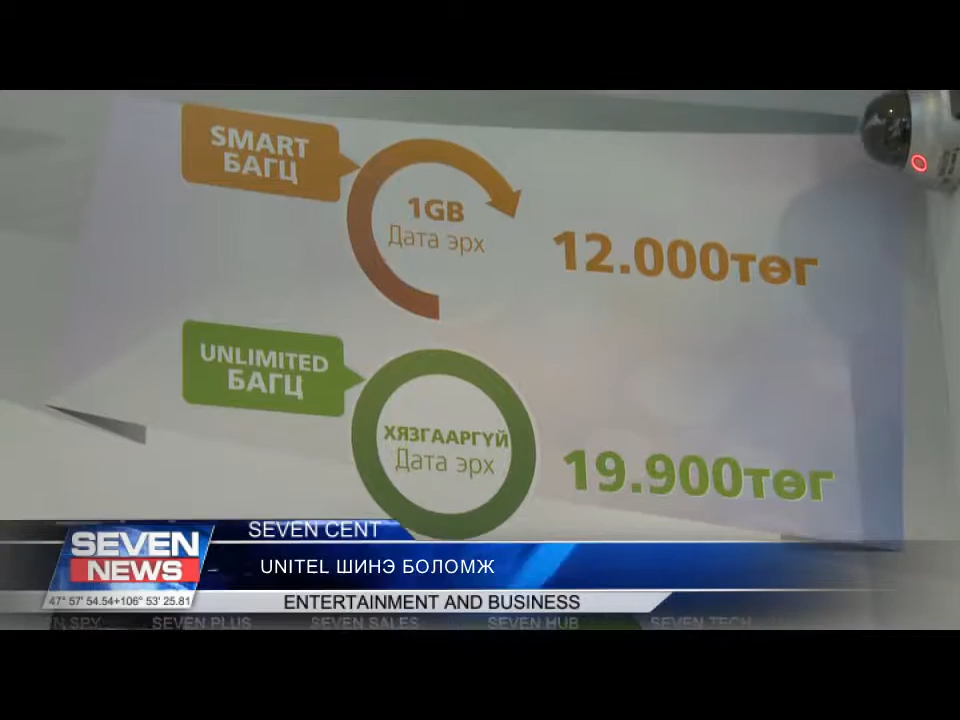 SMART
БАГЦ
1GB
Дата эрх
12.000төг
UNLIMITED
БАГЦ
ХЯЗГААРГҮЙ
Дата эрх
19.900төг
SEVEN CENT
SEVEN
NEWS
UNITEL ШИНЭ БОЛОМЖ
47° 57' 54.54+106° 53' 25.81
ENTERTAINMENT AND BUSINESS
SPY SEVEN PLUS SEVEN SALES SEVEN HUB SEVEN TECH